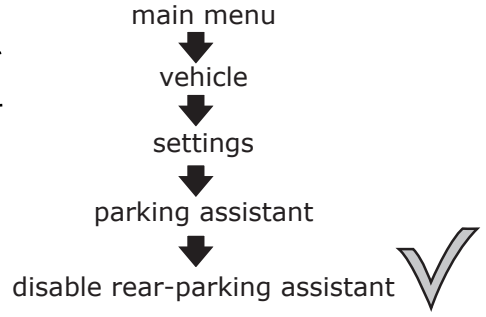 main menu
vehicle
settings
parking assistant
disable rear-parking assistant